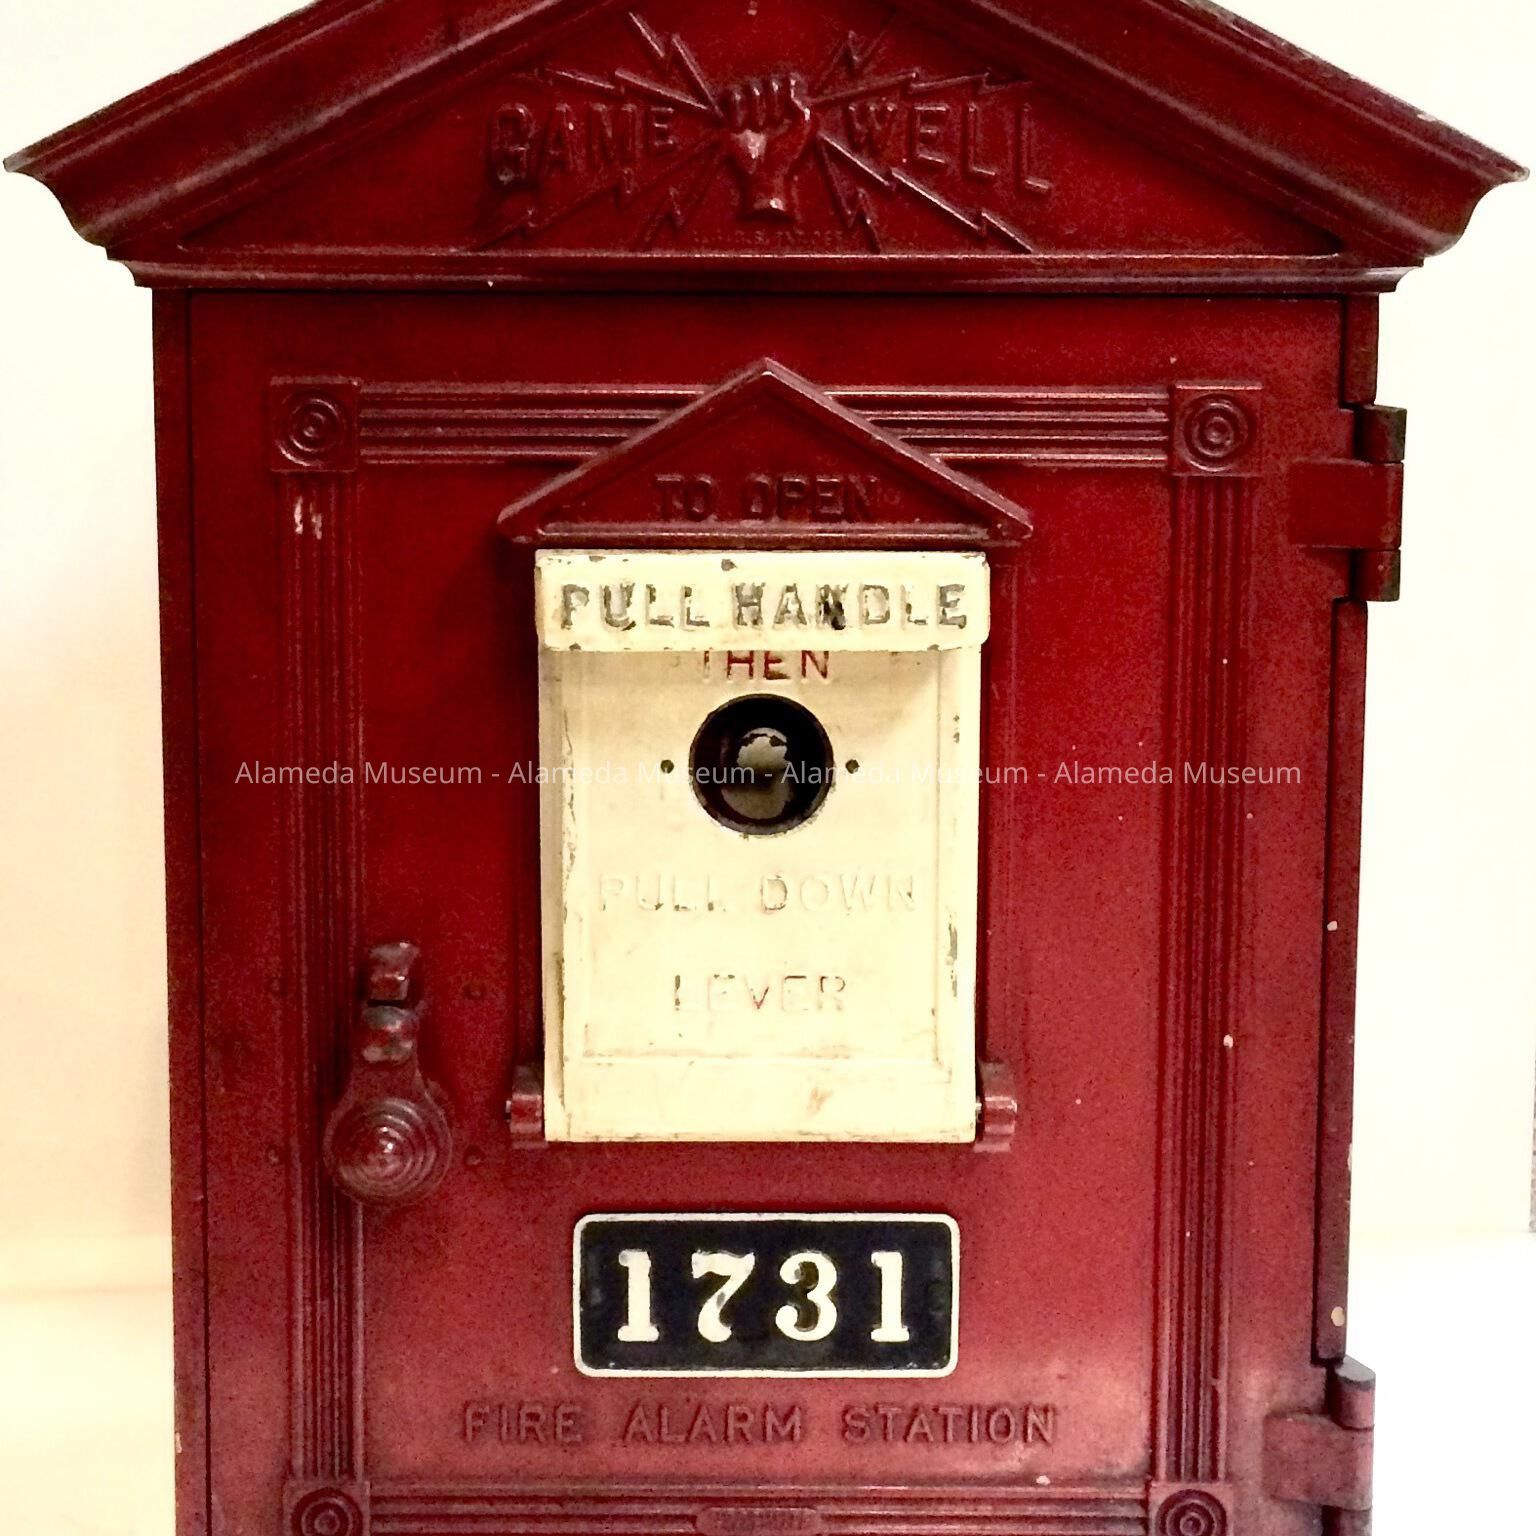 GAMEWELL
TO OPEN
PULL HANDLE
THEN
Alameda Museum - Alameda Museum - Alameda Museum - Alameda Museum
PULL DOWN
LEVER
1731
FIRE ALARM STATION